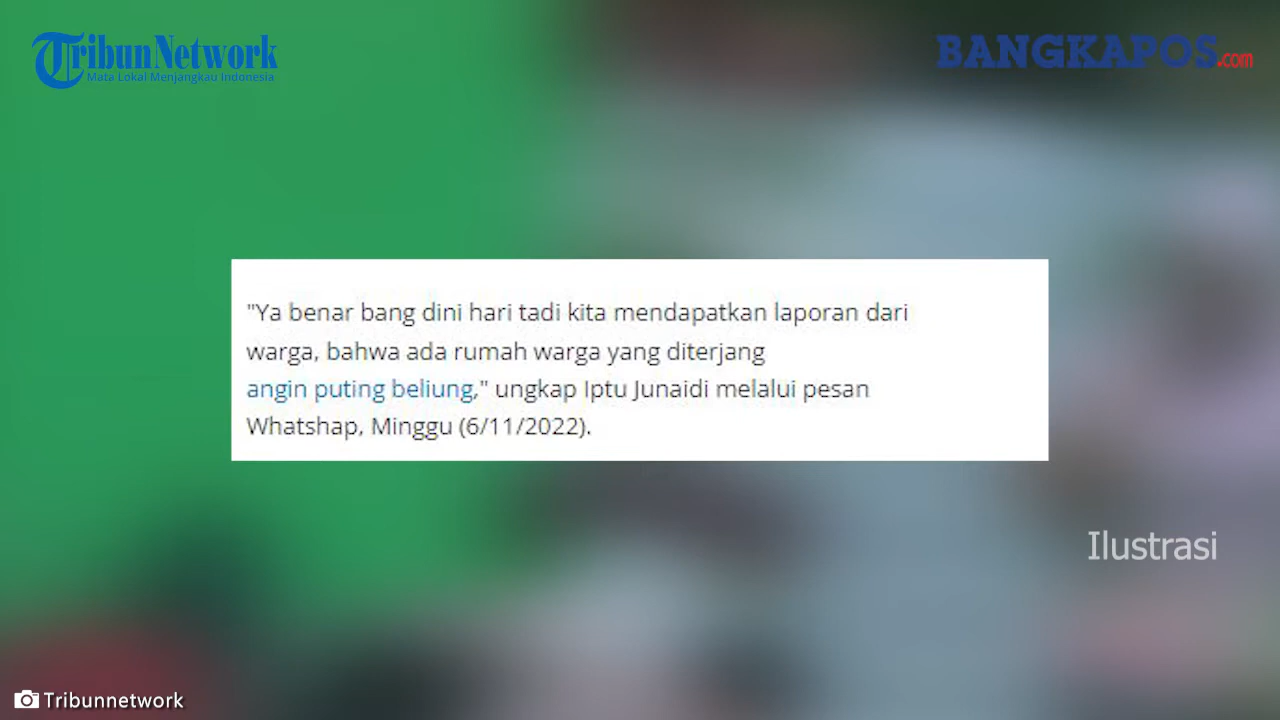 TribunNetwork
Mata Lokal Menjangkau Indonesia
BANGKAPOS.com
"Ya benar bang dini hari tadi kita mendapatkan laporan dari
warga, bahwa ada rumah warga yang diterjang
angin puting beliung," ungkap Iptu Junaidi melalui pesan
Whatshap, Minggu (6/11/2022).
Ilustrasi
Tribunnetwork